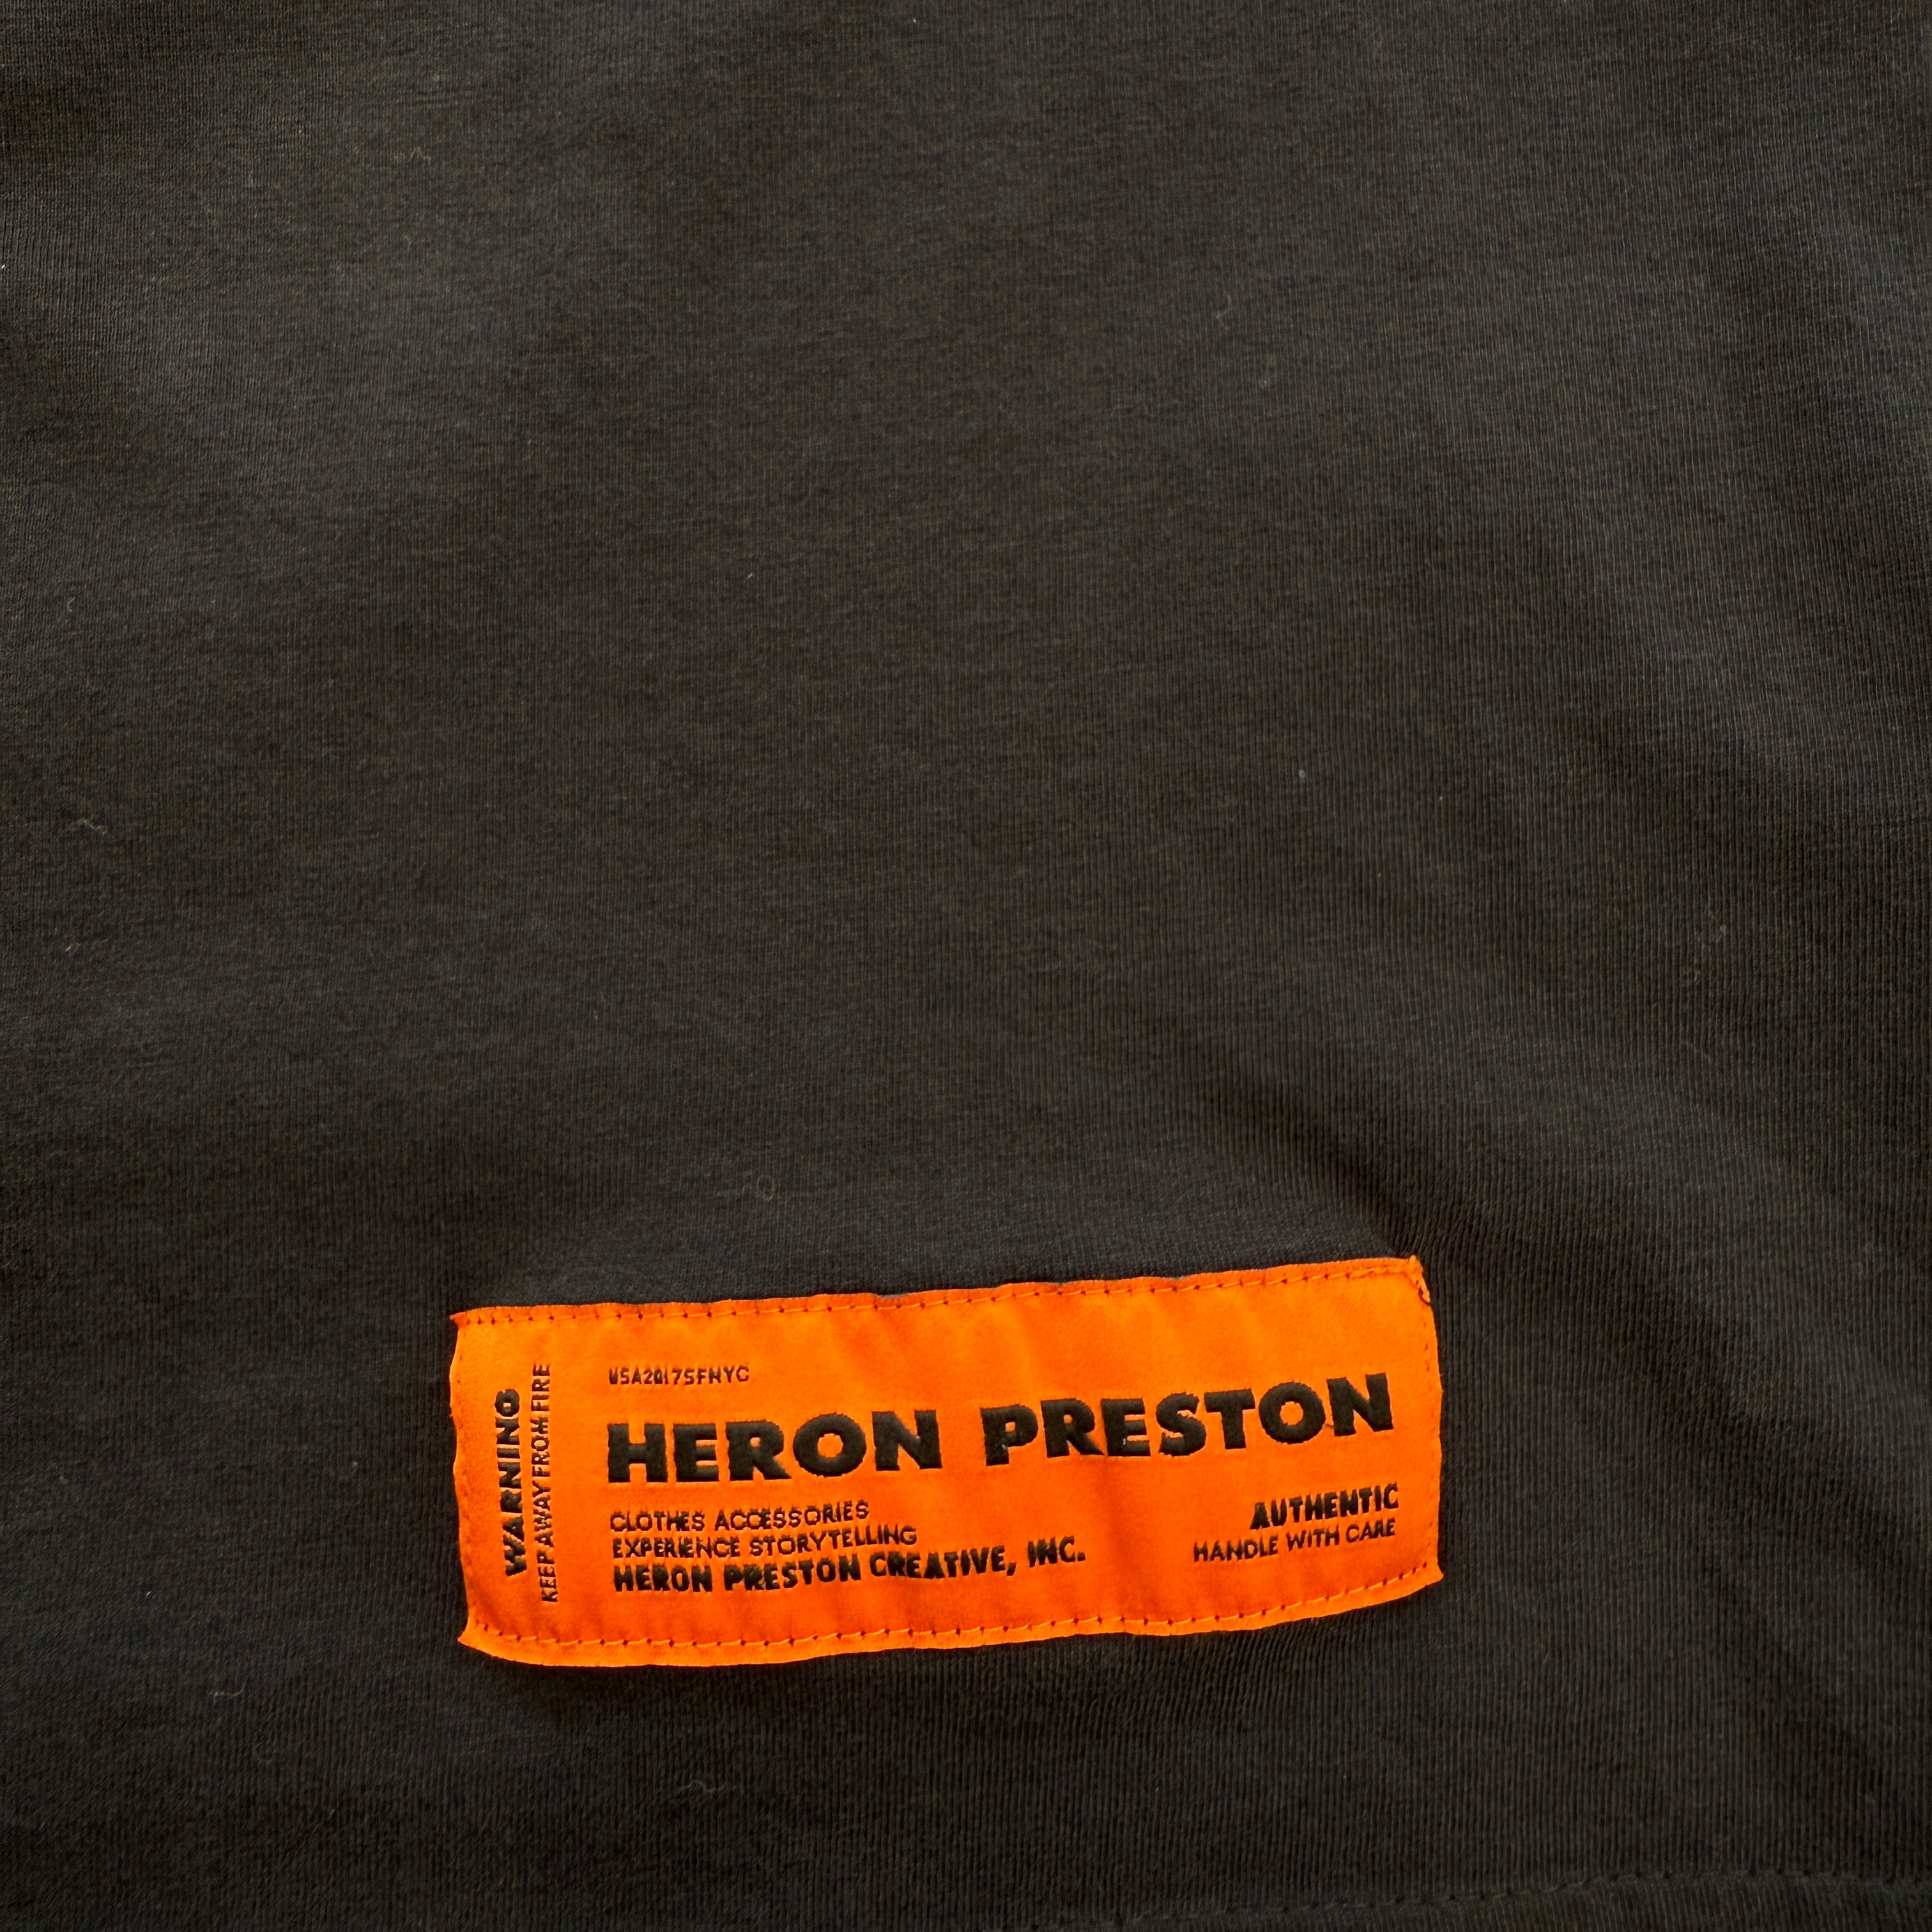 WARNING
KEEP AWAY FROM FIRE
USA2017SFNYC
HERON PRESTON
CLOTHES ACCESSORIES
EXPERIENCE STORYTELLING
HERON PRESTON CREATIVE, INC.
AUTHENTIC
HANDLE WITH CARE